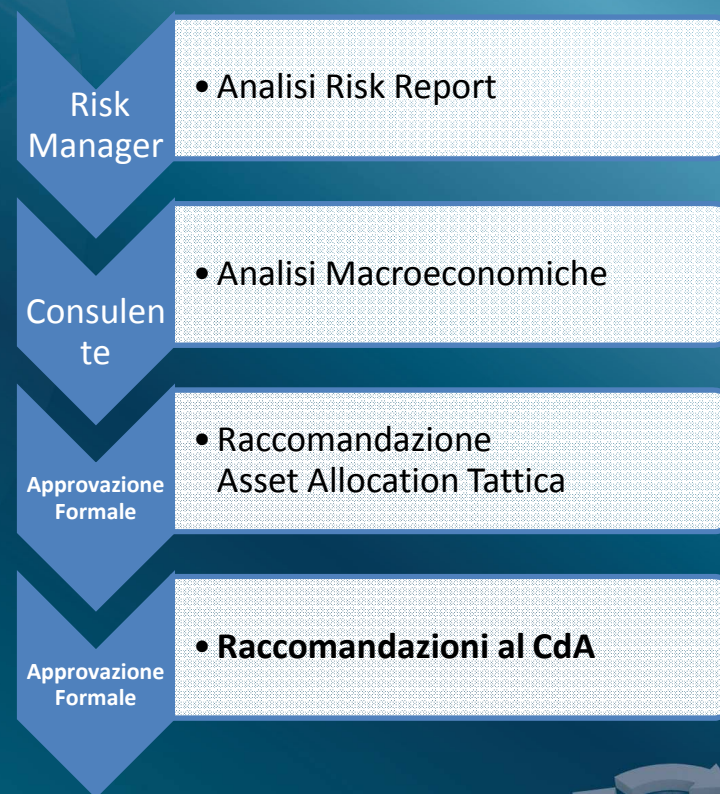 Risk
Manager
• Analisi Risk Report
Consulen
te
• Analisi Macroeconomiche
Approvazione
Formale
• Raccomandazione
Asset Allocation Tattica
Approvazione
Formale
• Raccomandazioni al CdA